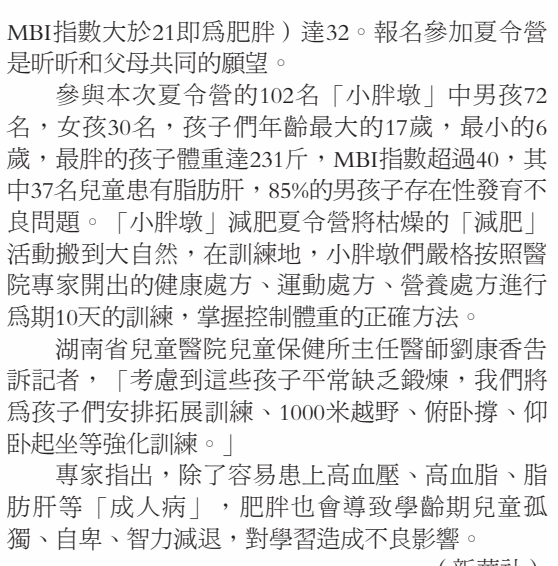 MBI指數大於21即爲肥胖）達32。報名參加夏令營
是昕昕和父母共同的願望。
參與本次夏令營的102名「小胖墩」中男孩72
名，女孩30名，孩子們年齡最大的17歲，最小的6
歲，最胖的孩子體重達231斤，MBI指數超過40，其
中37名兒童患有脂肪肝，85%的男孩子存在性發育不
良問題。「小胖墩」減肥夏令營將枯燥的「減肥」
活動搬到大自然，在訓練地，小胖墩們嚴格按照醫
院專家開出的健康處方、運動處方、營養處方進行
爲期10天的訓練，掌握控制體重的正確方法。
湖南省兒童醫院兒童保健所主任醫師劉康香告
訴記者，「考慮到這些孩子平常缺乏鍛煉，我們將
爲孩子們安排拓展訓練、1000米越野、俯卧撐、仰
卧起坐等強化訓練。」
專家指出，除了容易患上高血壓、高血脂、脂
肪肝等「成人病」，肥胖也會導致學齡期兒童孤
獨、自卑、智力減退，對學習造成不良影響。
（新華社）